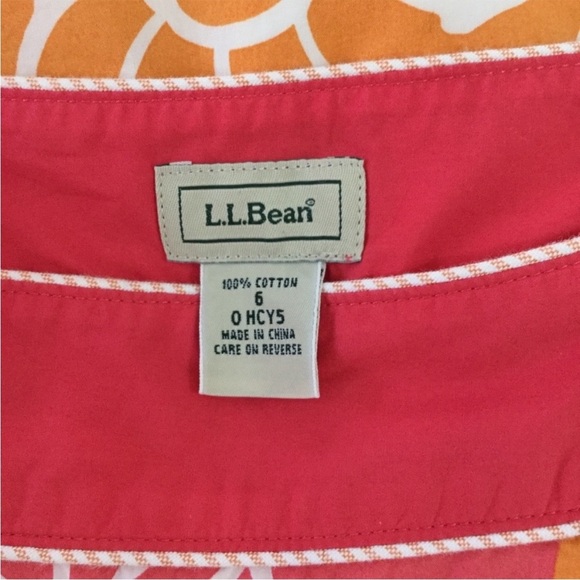 L.L.Bean®
100% COTTON
6
0 HCY5
MADE IN CHINA
CARE ON REVERSE